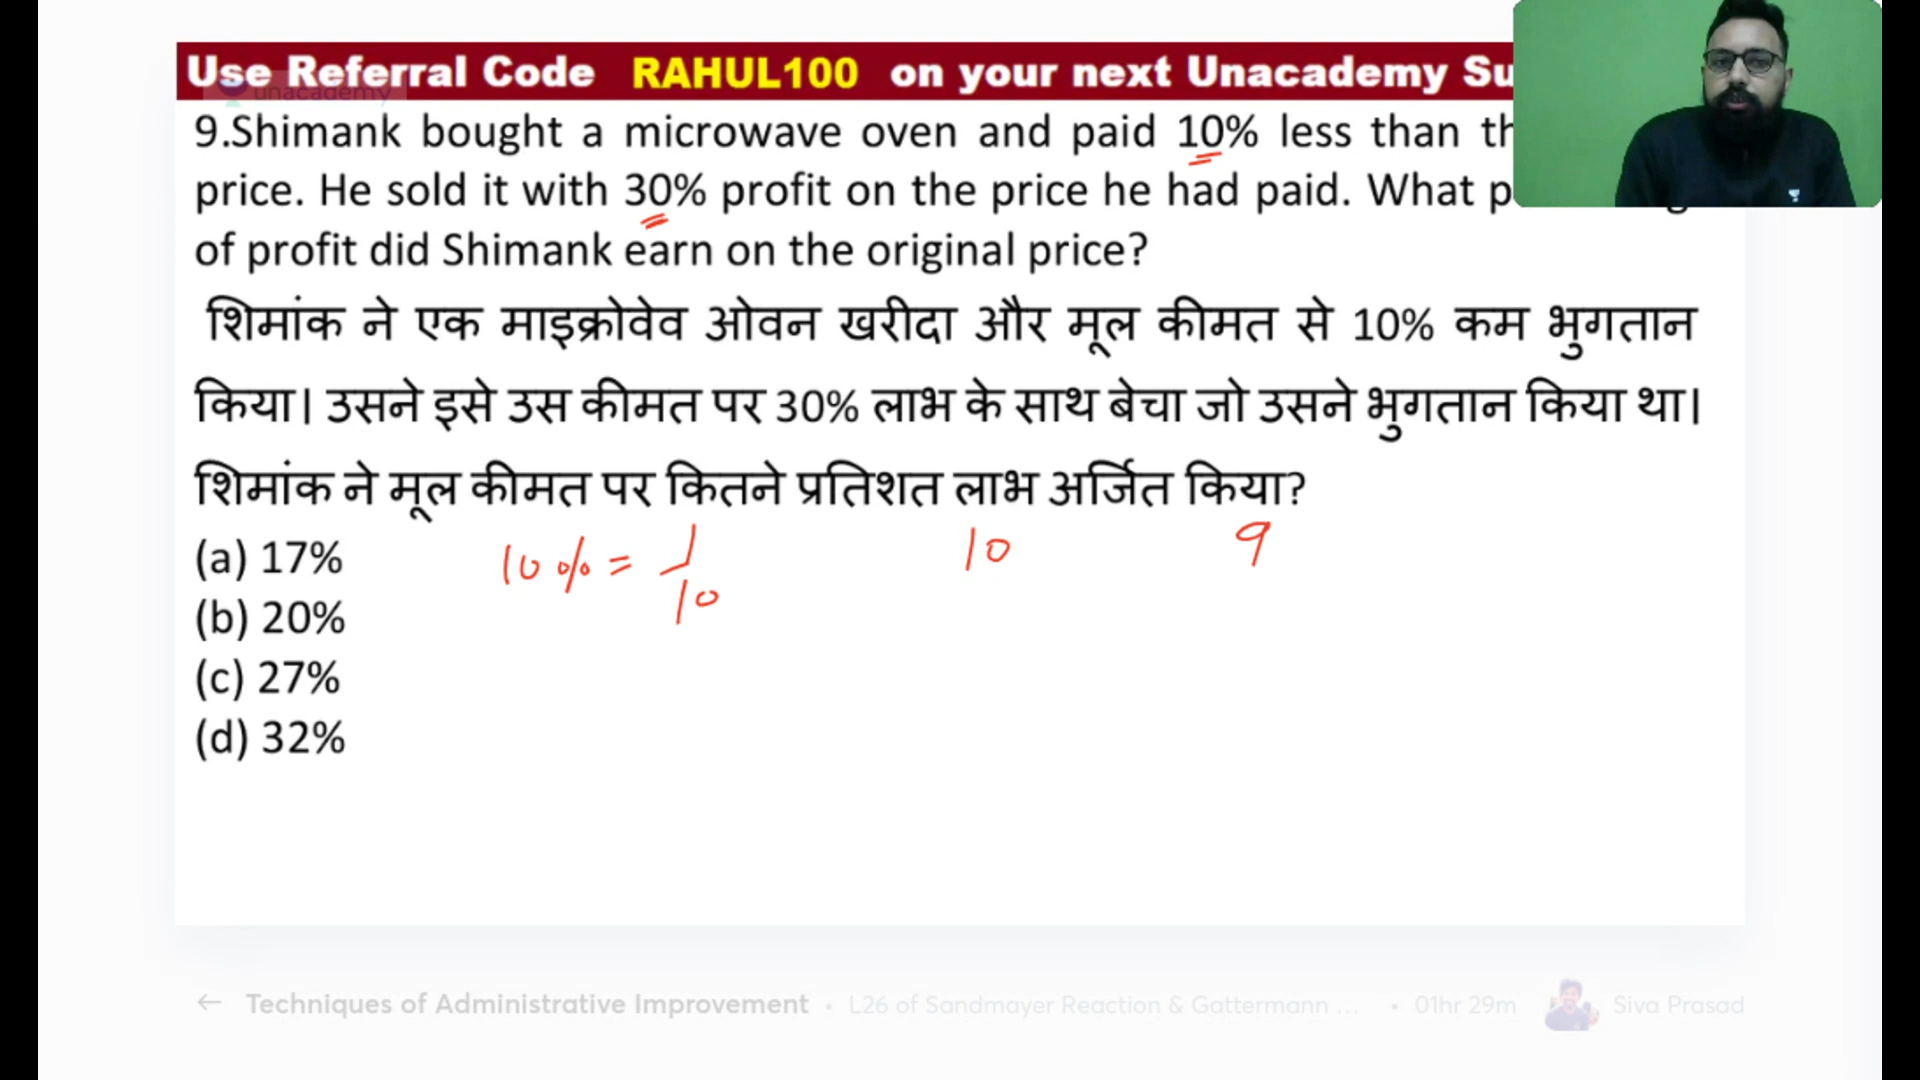 Use Referral Code RAHUL100 on your next Unacademy
unacademy
9.Shimank bought a microwave oven and paid 10% less than
price. He sold it with 30% profit on the price he had paid. What
of profit did Shimank earn on the original price?
शिमांक ने एक माइक्रोवेव ओवन खरीदा और मूल कीमत से 10% कम भुगतान
किया। उसने इसे उस कीमत पर 30% लाभ के साथ बेचा जो उसने भुगतान किया था।
शिमांक ने मूल कीमत पर कितने प्रतिशत लाभ अर्जित किया?
10% = 1/10 10 9
(a) 17%
(b) 20%
(c) 27%
(d) 32%
← Techniques of Administrative Improvement • L26 of Sandmayer Reaction & Gattermann ... • 01hr 29m Siva Prasad